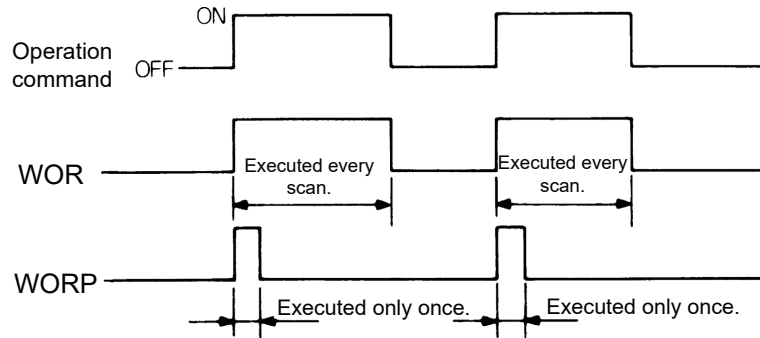 ON
Operation
command
OFF
WOR
Executed every
scan.
Executed every
scan.
WORP
Executed only once.
Executed only once.